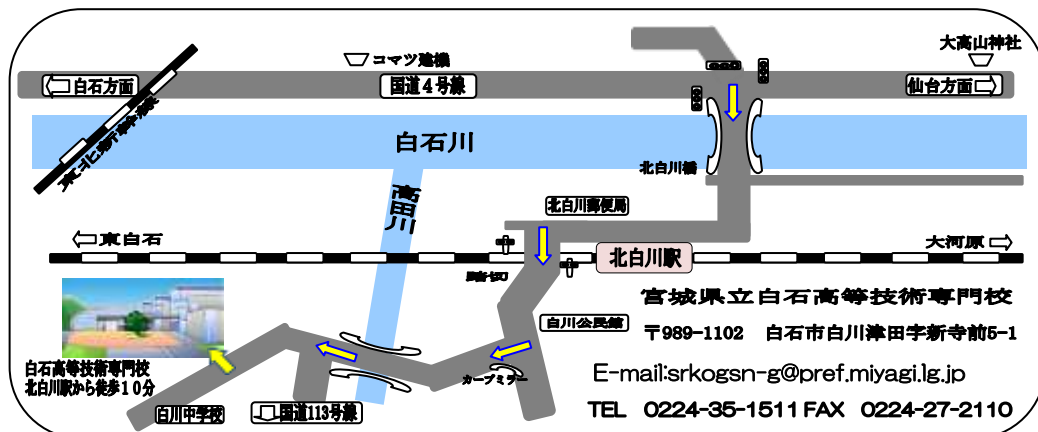 大高山神社
コマツ建機
白石方面
国道4号線
仙台方面
東北新幹線
白石川
北白川橋
高田川
北白川郵便局
東白石
大河原
北白川駅
踏切
宮城県立白石高等技術専門校
白川公民館
〒989-1102 白石市白川津田字新寺前5-1
白石高等技術専門校
北白川駅から徒歩10分
カーブミラー
E-mail:srkogsn-g@pref.miyagi.lg.jp
白川中学校
国道113号線
TEL 0224-35-1511 FAX 0224-27-2110